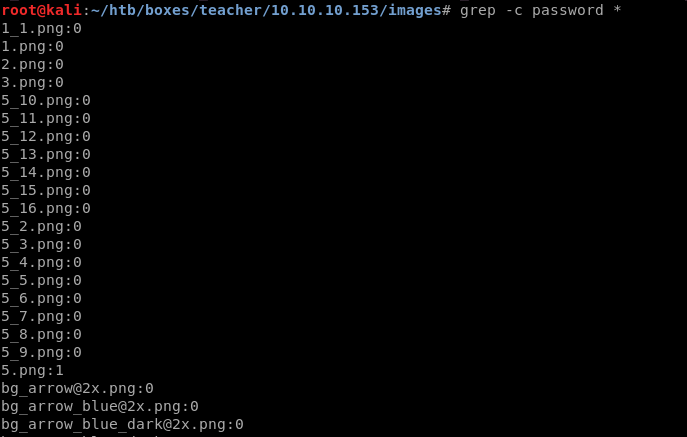 root@kali:~/htb/boxes/teacher/10.10.10.153/images# grep -c password *
1_1.png:0
1.png:0
2.png:0
3.png:0
5_10.png:0
5_11.png:0
5_12.png:0
5_13.png:0
5_14.png:0
5_15.png:0
5_16.png:0
5_2.png:0
5_3.png:0
5_4.png:0
5_5.png:0
5_6.png:0
5_7.png:0
5_8.png:0
5_9.png:0
5.png:1
bg_arrow@2x.png:0
bg_arrow_blue@2x.png:0
bg_arrow_blue_dark@2x.png:0